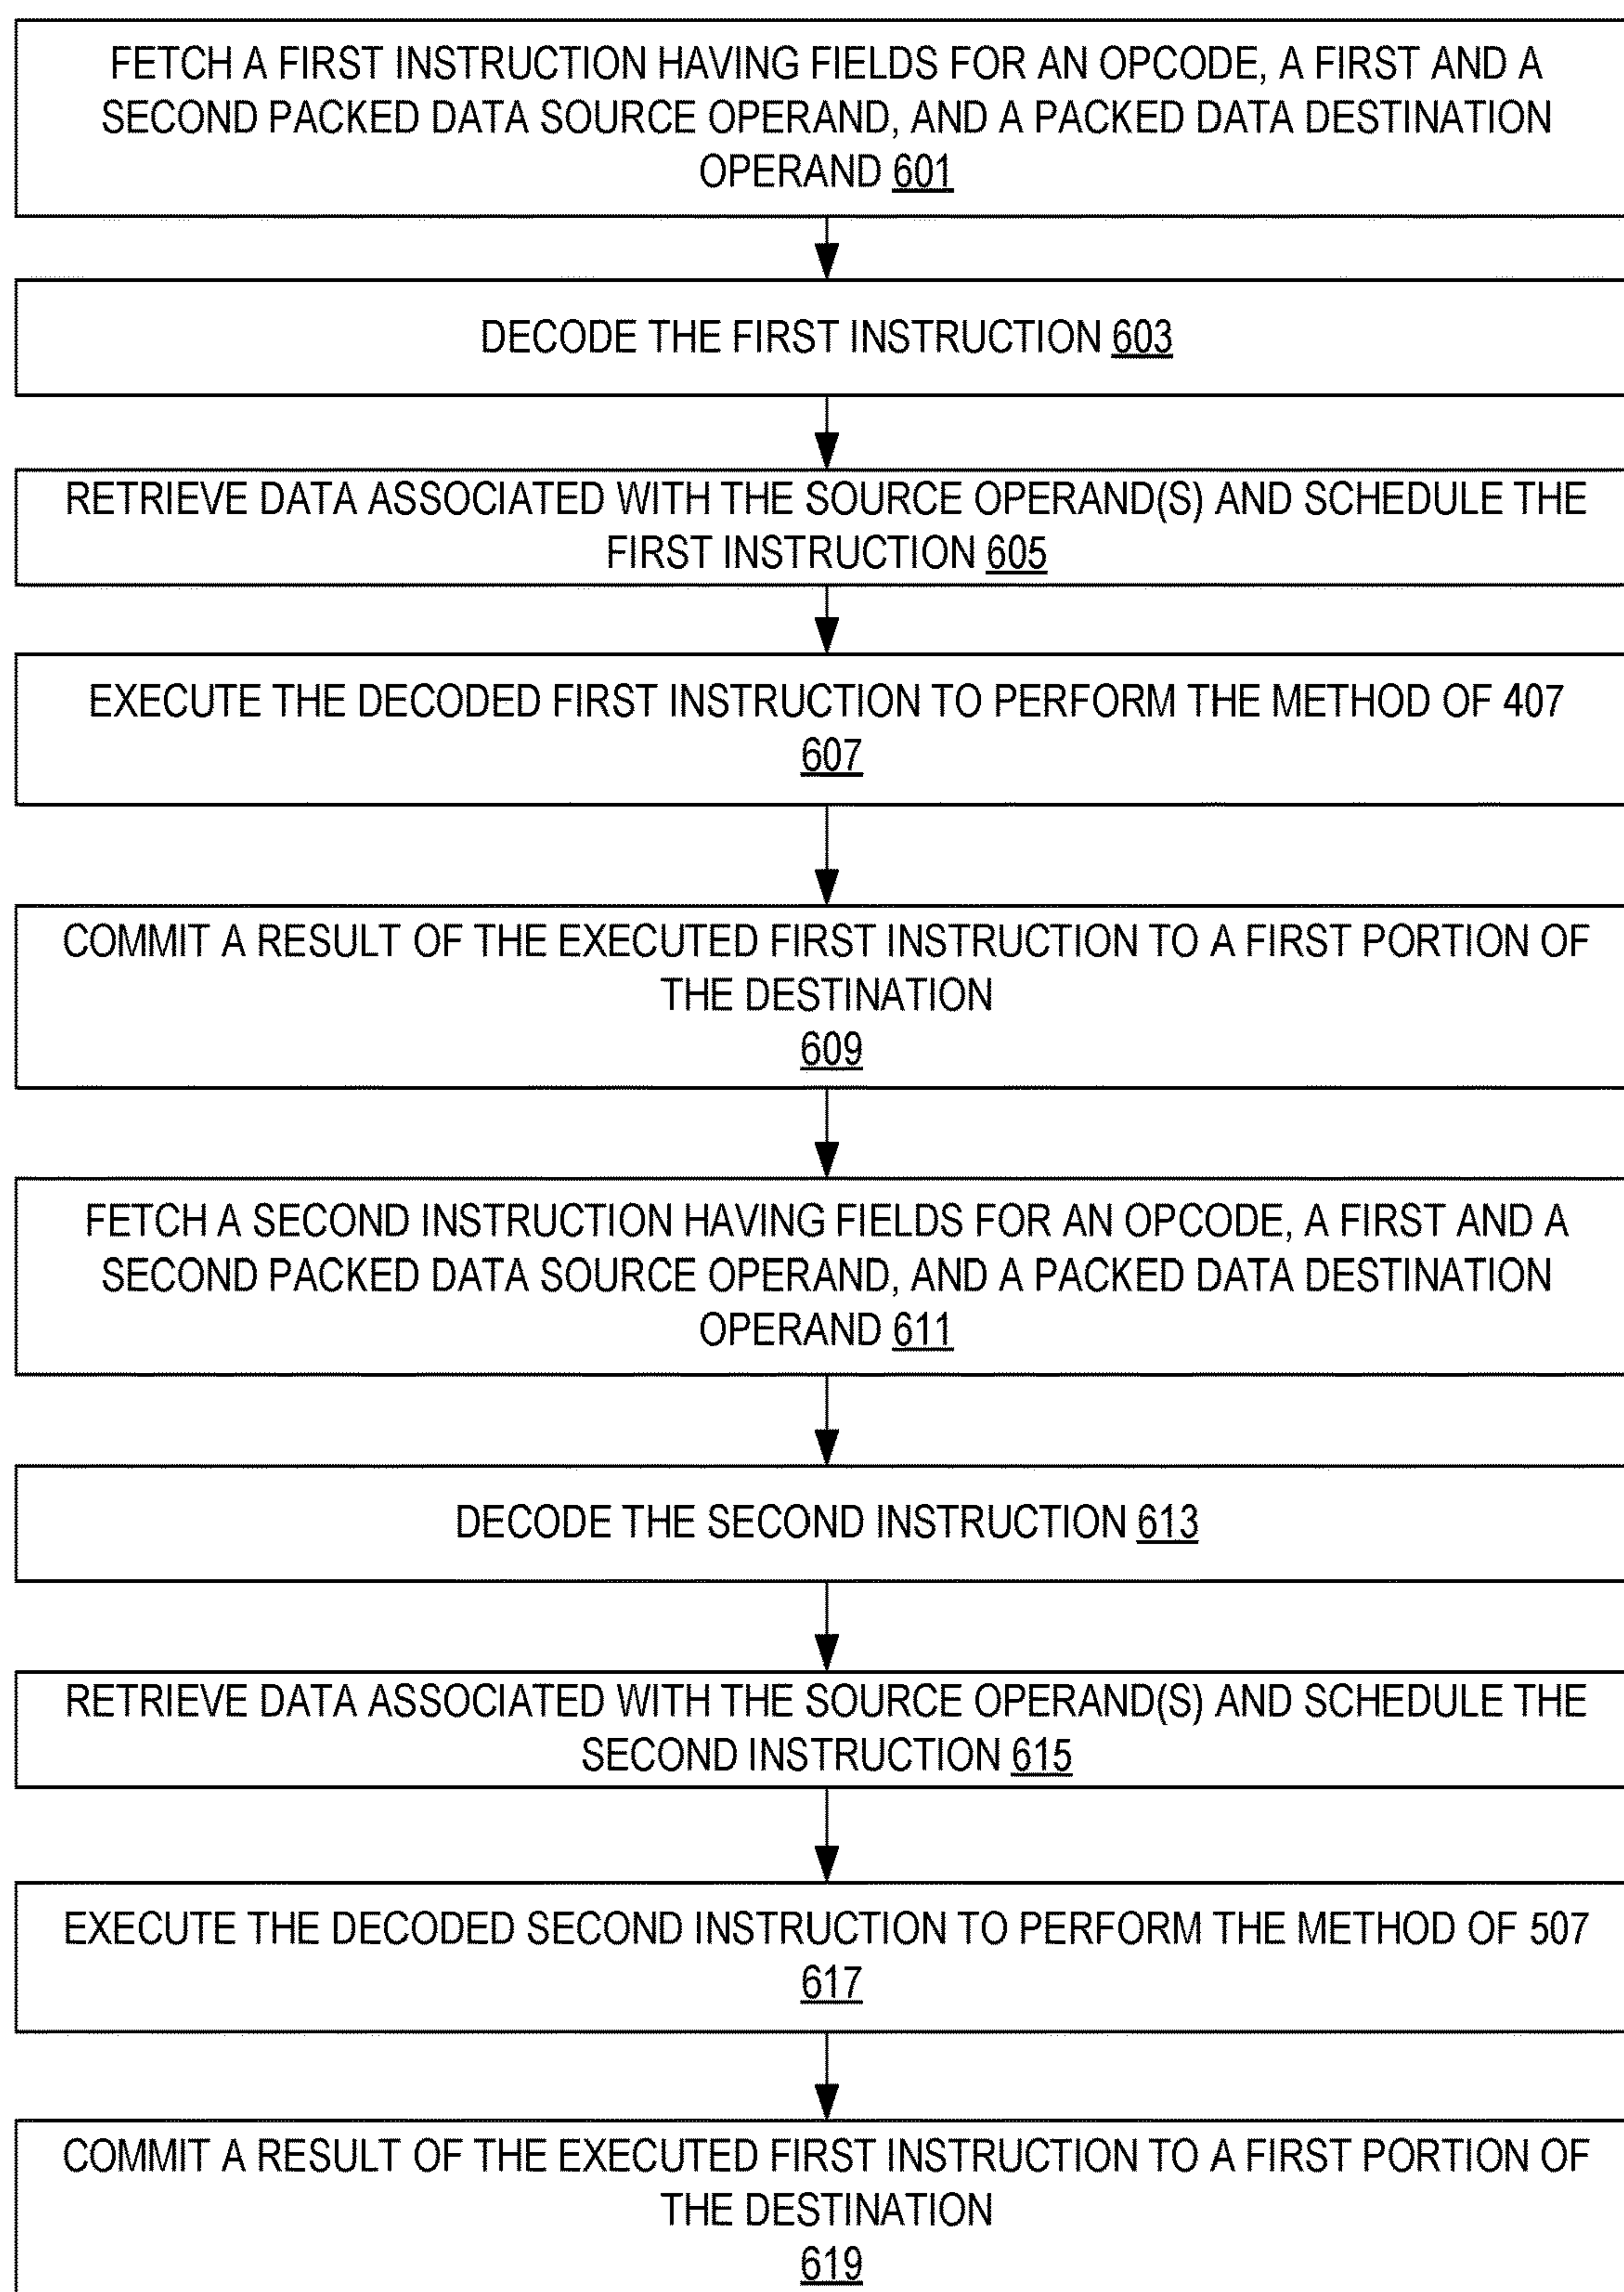 FETCH A FIRST INSTRUCTION HAVING FIELDS FOR AN OPCODE, A FIRST AND A
SECOND PACKED DATA SOURCE OPERAND, AND A PACKED DATA DESTINATION
OPERAND 601
DECODE THE FIRST INSTRUCTION 603
RETRIEVE DATA ASSOCIATED WITH THE SOURCE OPERAND(S) AND SCHEDULE THE
FIRST INSTRUCTION 605
EXECUTE THE DECODED FIRST INSTRUCTION TO PERFORM THE METHOD OF 407
607
COMMIT A RESULT OF THE EXECUTED FIRST INSTRUCTION TO A FIRST PORTION OF
THE DESTINATION
609
FETCH A SECOND INSTRUCTION HAVING FIELDS FOR AN OPCODE, A FIRST AND A
SECOND PACKED DATA SOURCE OPERAND, AND A PACKED DATA DESTINATION
OPERAND 611
DECODE THE SECOND INSTRUCTION 613
RETRIEVE DATA ASSOCIATED WITH THE SOURCE OPERAND(S) AND SCHEDULE THE
SECOND INSTRUCTION 615
EXECUTE THE DECODED SECOND INSTRUCTION TO PERFORM THE METHOD OF 507
617
COMMIT A RESULT OF THE EXECUTED FIRST INSTRUCTION TO A FIRST PORTION OF
THE DESTINATION
619